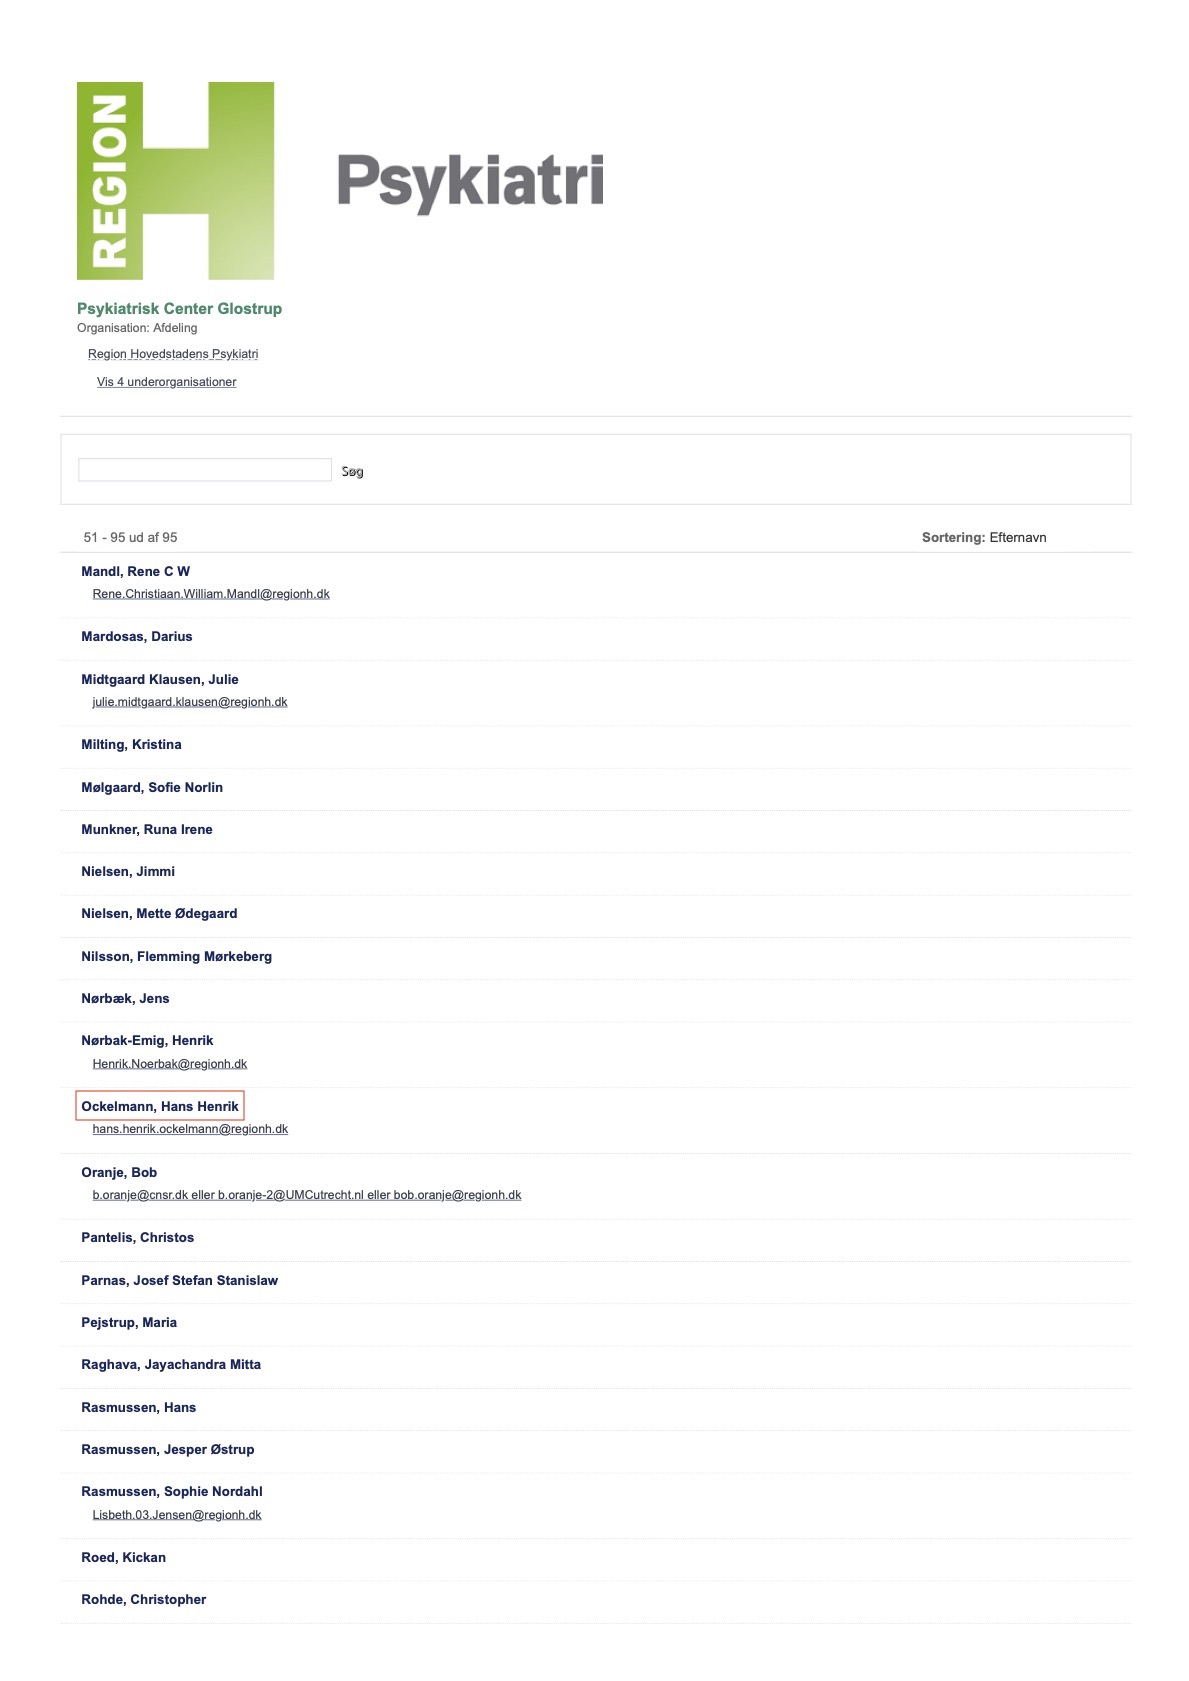 REGION
Psykiatri
Psykiatrisk Center Glostrup
Organisation: Afdeling
Region Hovedstadens Psykiatri
Vis 4 underorganisationer
Søg
51 - 95 ud af 95 Sortering: Efternavn
Mandl, Rene C W
Rene.Christiaan.William.Mandl@regionh.dk
Mardosas, Darius
Midtgaard Klausen, Julie
julie.midtgaard.klausen@regionh.dk
Milting, Kristina
Mølgaard, Sofie Norlin
Munkner, Runa Irene
Nielsen, Jimmi
Nielsen, Mette Ødegaard
Nilsson, Flemming Mørkeberg
Nørbæk, Jens
Nørbak-Emig, Henrik
Henrik.Noerbak@regionh.dk
Ockelmann, Hans Henrik
hans.henrik.ockelmann@regionh.dk
Oranje, Bob
b.oranje@cnsr.dk eller b.oranje-2@UMCutrecht.nl eller bob.oranje@regionh.dk
Pantelis, Christos
Parnas, Josef Stefan Stanislaw
Pejstrup, Maria
Raghava, Jayachandra Mitta
Rasmussen, Hans
Rasmussen, Jesper Østrup
Rasmussen, Sophie Nordahl
Lisbeth.03.Jensen@regionh.dk
Roed, Kickan
Rohde, Christopher